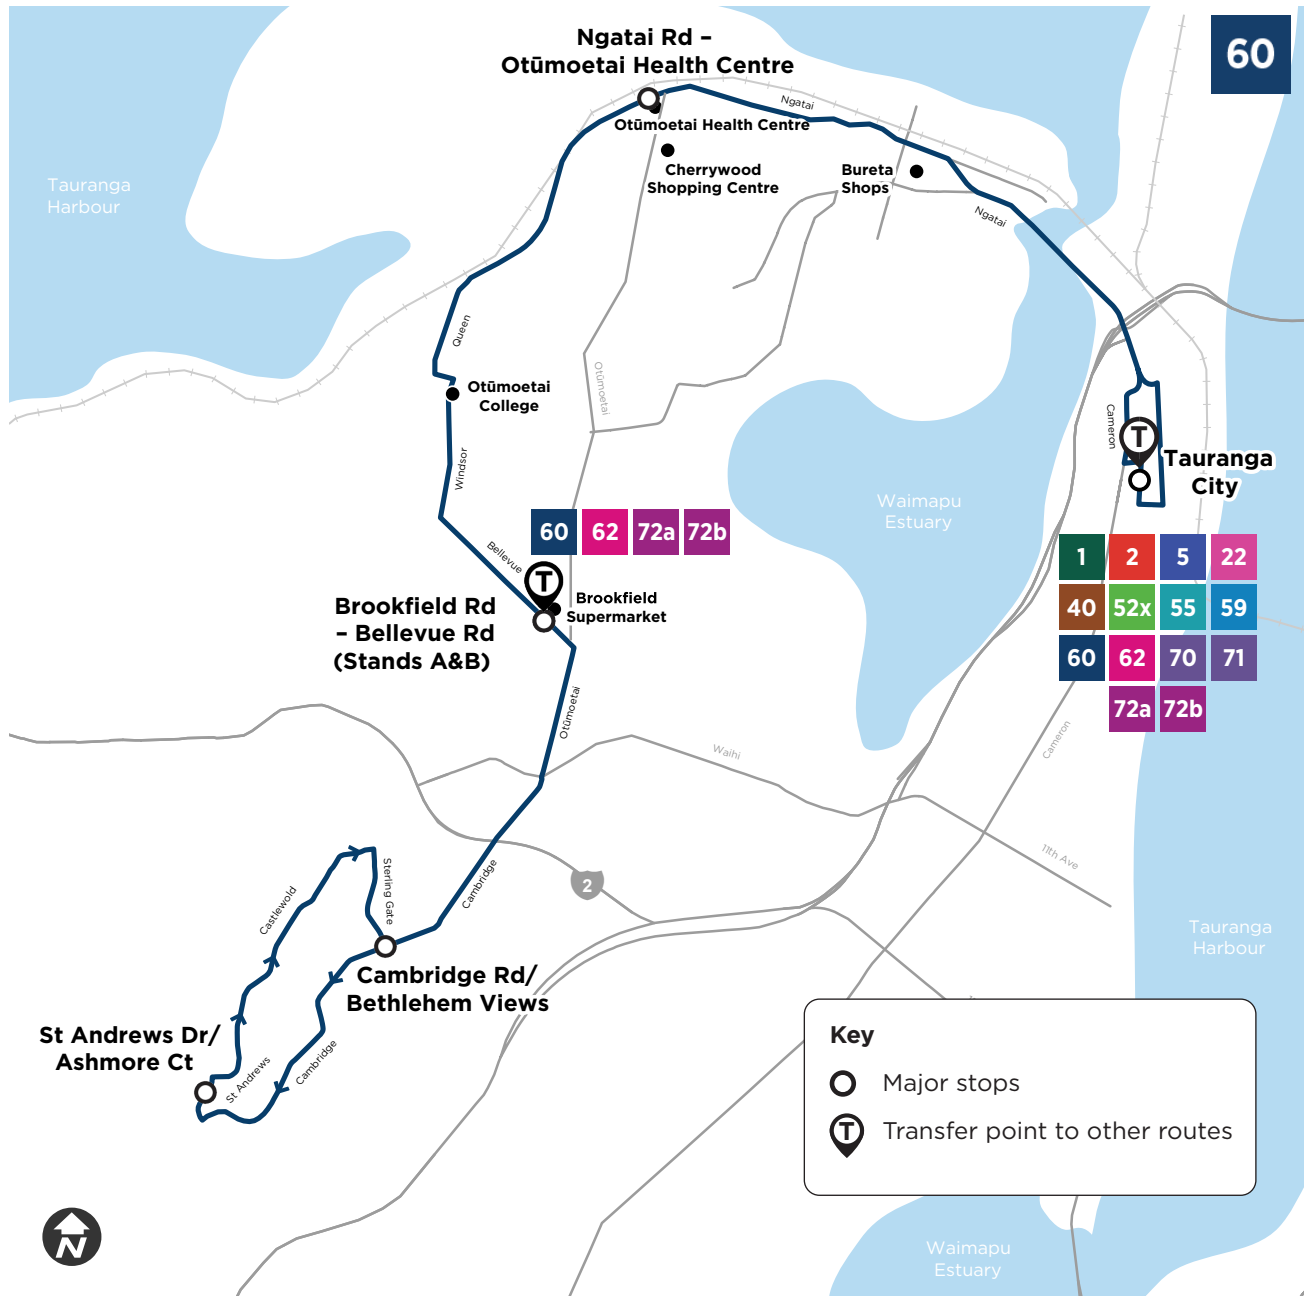 60
Ngatai Rd –
Otūmoetai Health Centre
Ngatai
Otūmoetai Health Centre
Cherrywood
Shopping Centre
Bureta
Shops
Ngatai
Tauranga
Harbour
Queen
Otūmoetai
College
Otūmoetai
Windsor
Cameron
T
Tauranga
City
Waimapu
Estuary
60 62 72a 72b
Bellevue
T
Brookfield
Supermarket
Brookfield Rd
– Bellevue Rd
(Stands A&B)
1 2 5 22
40 52x 55 59
60 62 70 71
72a 72b
Otūmoetai
Waihi
Cameron
11th Ave
2
Cambridge
Sterling Gate
Castlewold
Tauranga
Harbour
Cambridge Rd/
Bethlehem Views
St Andrews Dr/
Ashmore Ct
St Andrews
Cambridge
Key
Major stops
T
Transfer point to other routes
N
Waimapu
Estuary